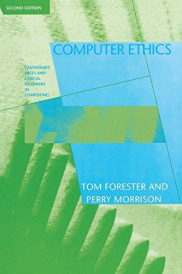 SECOND EDITION
COMPUTER ETHICS
CAUTIONARY
TALES AND
ETHICAL
DILEMMAS
IN
COMPUTING
TOM FORESTER AND
PERRY MORRISON